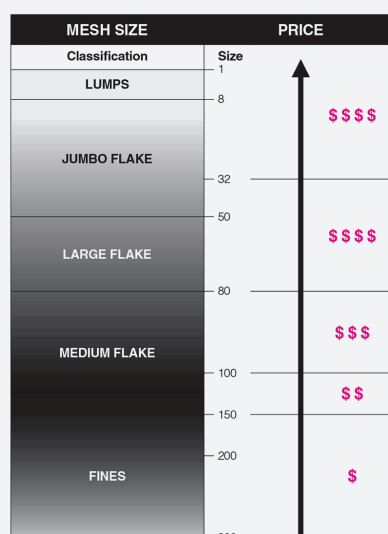 MESH SIZE PRICE
Classification Size
1
LUMPS
8
$$$$
JUMBO FLAKE
32
50
$$$$
LARGE FLAKE
80
$$$
MEDIUM FLAKE
100
$$
150
200
FINES $